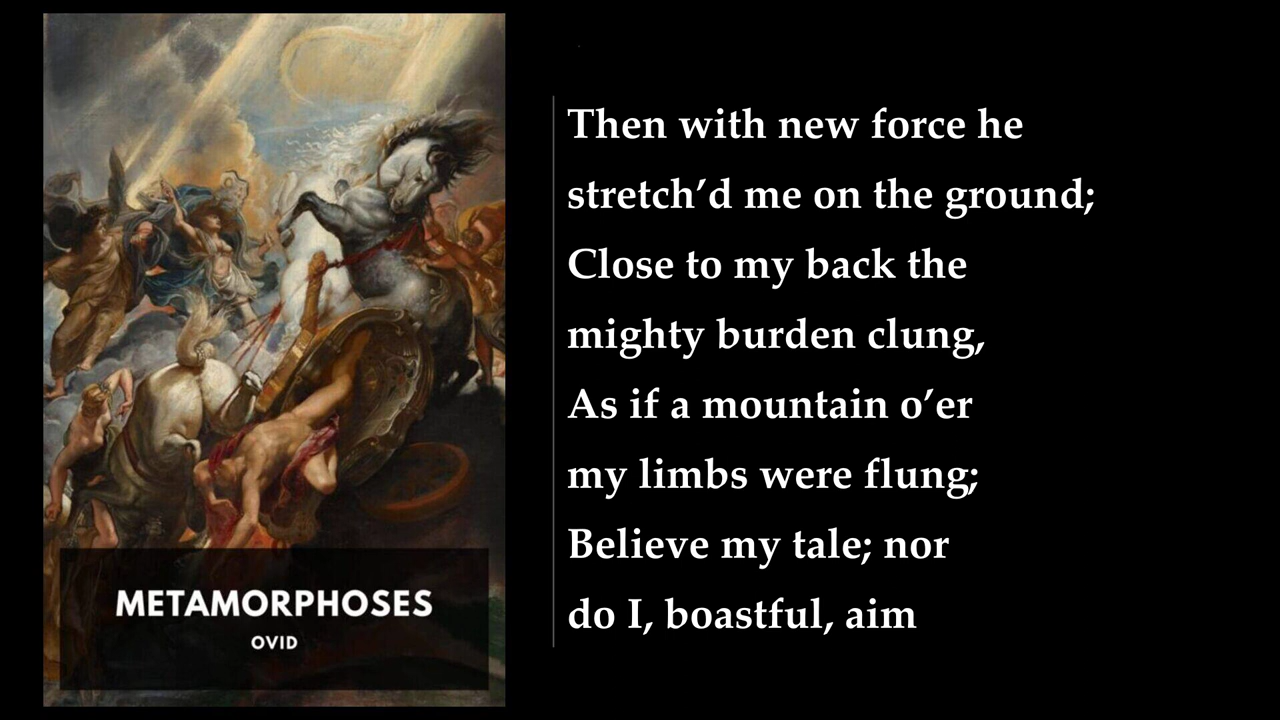 METAMORPHOSES
OVID
Then with new force he
stretch’d me on the ground;
Close to my back the
mighty burden clung,
As if a mountain o’er
my limbs were flung;
Believe my tale; nor
do I, boastful, aim